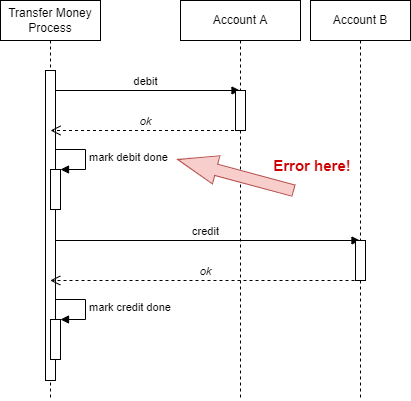 Transfer Money
Process
Account A
Account B
debit
ok
mark debit done
Error here!
credit
ok
mark credit done